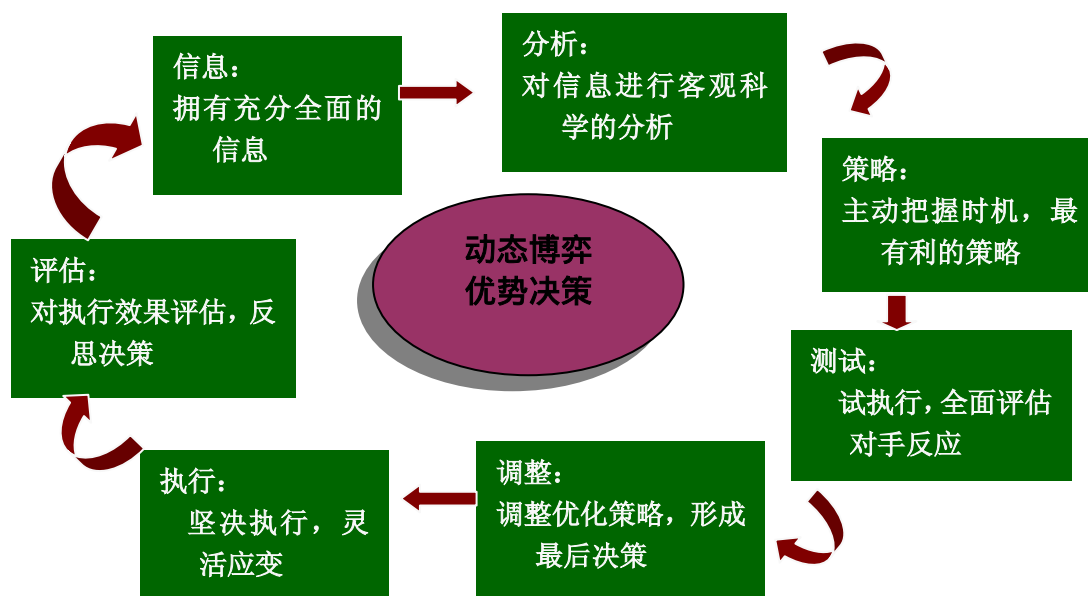 信息：
拥有充分全面的
信息
分析：
对信息进行客观科
学的分析
策略：
主动把握时机，最
有利的策略
测试：
试执行，全面评估
对手反应
调整：
调整优化策略，形成
最后决策
执行：
坚决执行，灵
活应变
评估：
对执行效果评估，反
思决策
动态博弈
优势决策